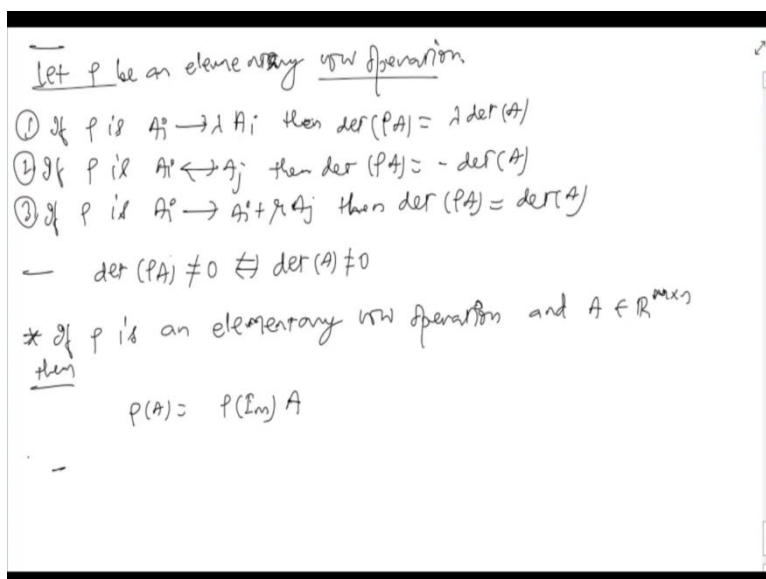 Let ρ be an elementary row operation.
① If ρ is Ai → λ Ai then det(ρA) = λ det(A)
② If ρ is Ai ↔ Aj then det (ρA) = - det(A)
③ If ρ is Ai → Ai + μ Aj then det (ρA) = det(A)
— det (ρA) ≠ 0 ⇔ det (A) ≠ 0
* If ρ is an elementary row operation and A ∈ ℝ^{m×n}
then
ρ(A) = ρ(Im) A
–